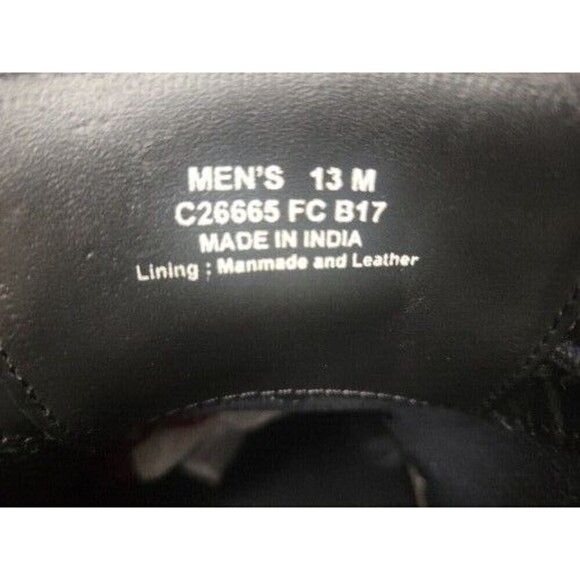 MEN'S 13 M
C26665 FC B17
MADE IN INDIA
Lining ; Manmade and Leather